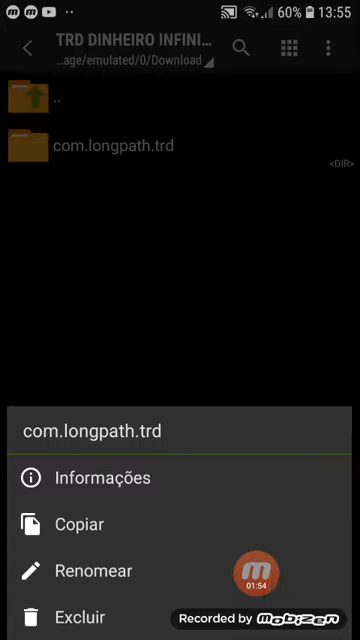 60% 13:55
TRD DINHEIRO INFINI...
...age/emulated/0/Download
..
com.longpath.trd
<DIR>
com.longpath.trd
Informações
Copiar
Renomear
01:54
Excluir
Recorded by mobizen